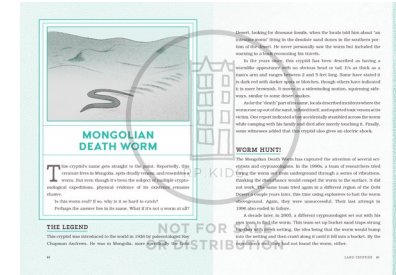 MONGOLIAN
DEATH WORM
This cryptid's name gets straight to the point. Reportedly, this
creature lives in Mongolia, spits deadly venom, and resembles a
worm. But even though it's been the subject of multiple crypto-
zoological expeditions, physical evidence of its existence remains
elusive.
Is this worm real? If so, why is it so hard to catch?
Perhaps the answer lies in its name. What if it's not a worm at all?
THE LEGEND
This cryptid was introduced to the world in 1926 by paleontologist Roy
Chapman Andrews. He was in Mongolia, more specifically the Gobi
Desert, looking for dinosaur fossils, when the locals told him about "an
intestine worm" living in the desolate sand dunes in the southern por-
tion of the desert. He never personally saw the worm but included the
warning in a book recounting his travels.
In the years since, this cryptid has been described as having a
wormlike appearance with no obvious head or tail. It's as thick as a
man's arm and ranges between 2 and 5 feet long. Some have stated it
is dark red with darker spots or blotches, though others have indicated
it is more brownish. It moves in a sidewinding motion, squirming side-
ways, similar to some desert snakes.
As for the "death" part of its name, locals described incidents where the
worm rose up out of the sand, inflated itself, and squirted toxic venom at its
victim. One report indicated a boy accidentally stumbled across the worm
while camping with his family and died after merely touching it. Finally,
some witnesses added that this cryptid also gives an electric shock.
WORM HUNT!
The Mongolian Death Worm has captured the attention of several sci-
entists and cryptozoologists. In the 1990s, a team of researchers tried
luring the worm out from underground through a series of vibrations,
thinking the disturbance would compel the worm to the surface. It did
not work. The same team tried again in a different region of the Gobi
Desert a couple years later, this time using explosives to lead the worm
aboveground. Again, they were unsuccessful. Their last attempt in
1996 also ended in failure.
A decade later, in 2005, a different cryptozoologist set out with his
own team to find the worm. This team set up bucket sand traps strung
together with netting, the idea being that the worm would bump
into the netting and then crawl along it until it fell into a bucket. By the
expedition's end, they had not found the worm, either.
LAND CRYPTIDS
NOT FOR SALE
OR DISTRIBUTION